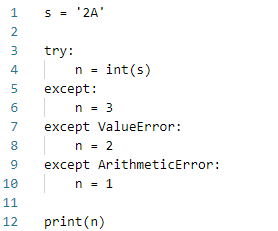 1 s = '2A'
2
3 try:
4     n = int(s)
5 except:
6     n = 3
7 except ValueError:
8     n = 2
9 except ArithmeticError:
10     n = 1
11
12 print(n)